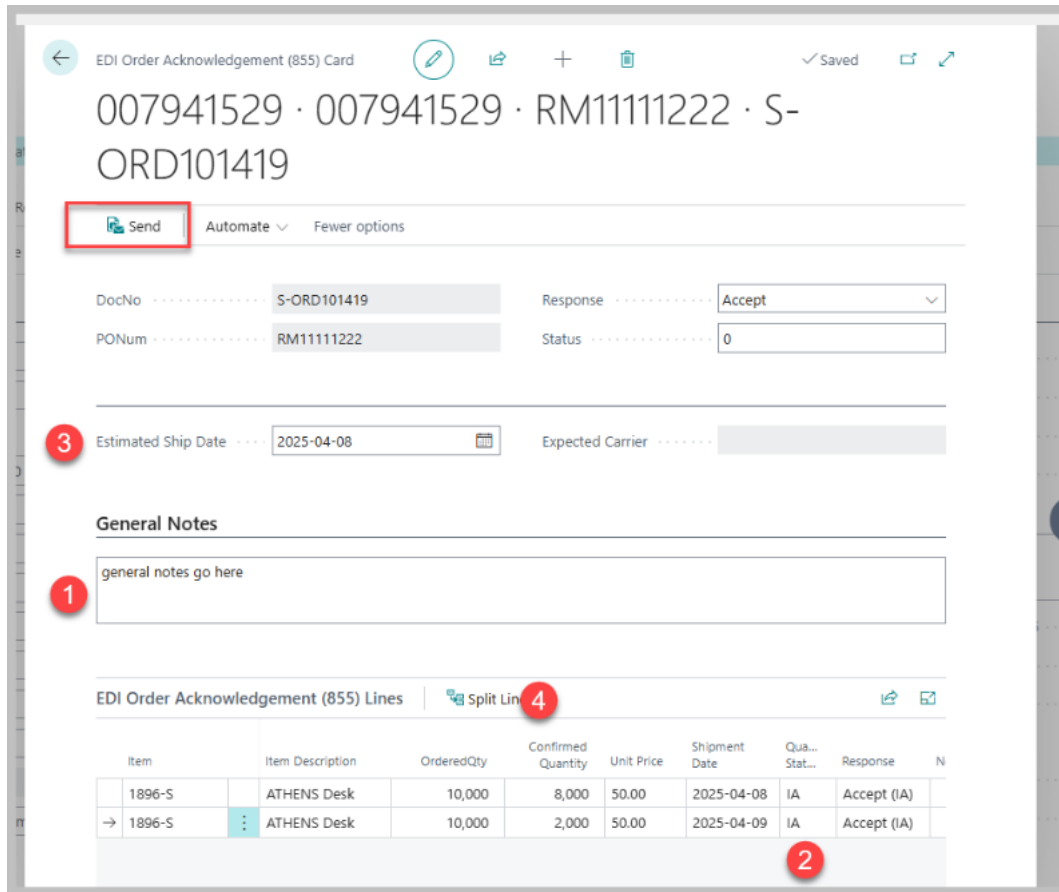 EDI Order Acknowledgement (855) Card
Saved
007941529 · 007941529 · RM11111222 · S-
ORD101419
Send Automate Fewer options
DocNo S-ORD101419 Response Accept
PONum RM11111222 Status 0
3 Estimated Ship Date 2025-04-08 Expected Carrier
General Notes
general notes go here
1
EDI Order Acknowledgement (855) Lines Split Lin 4
Item Item Description OrderedQty Confirmed Quantity Unit Price Shipment Date Qua... Stat... Response N
1896-S ATHENS Desk 10,000 8,000 50.00 2025-04-08 IA Accept (IA)
1896-S ATHENS Desk 10,000 2,000 50.00 2025-04-09 IA Accept (IA)
2